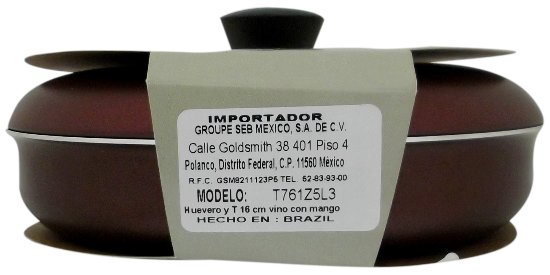 IMPORTADOR
GROUPE SEB MEXICO, S.A. DE C.V.
Calle Goldsmith 38 401 Piso 4
Polanco, Distrito Federal, C.P. 11560 México
R.F.C. GSM8211123P5 TEL. 52-83-93-00
MODELO: T761Z5L3
Huevero y T 16 cm vino con mango
HECHO EN : BRAZIL